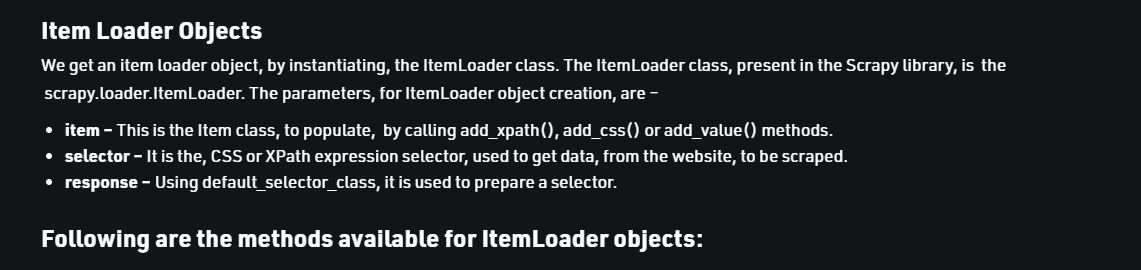 Item Loader Objects
We get an item loader object, by instantiating, the ItemLoader class. The ItemLoader class, present in the Scrapy library, is the
scrapy.loader.ItemLoader. The parameters, for ItemLoader object creation, are –
• item – This is the Item class, to populate, by calling add_xpath(), add_css() or add_value() methods.
• selector – It is the, CSS or XPath expression selector, used to get data, from the website, to be scraped.
• response – Using default_selector_class, it is used to prepare a selector.
Following are the methods available for ItemLoader objects: